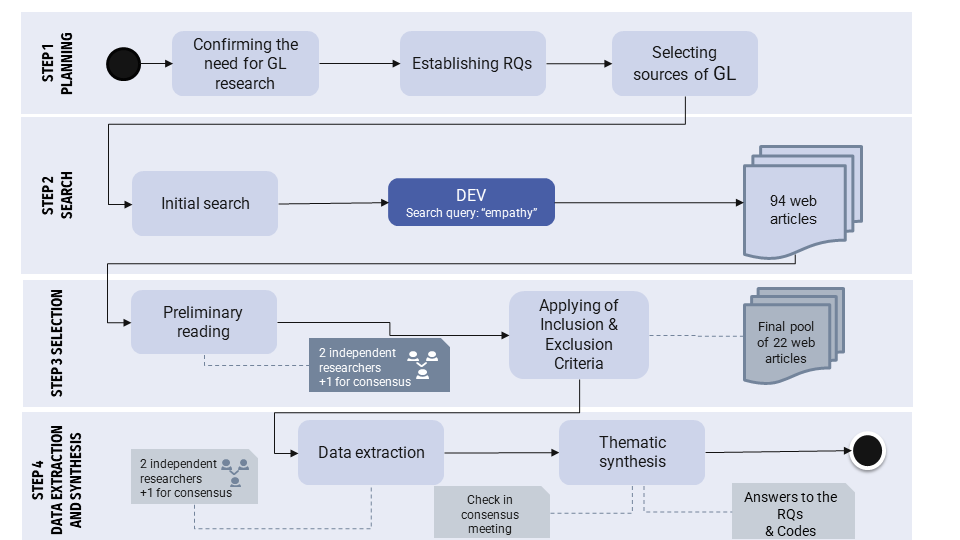 STEP 1
PLANNING
Confirming the
need for GL
research
Establishing RQs
Selecting
sources of GL
STEP 2
SEARCH
Initial search
DEV
Search query: “empathy”
94 web
articles
STEP 3 SELECTION
Preliminary
reading
2 independent
researchers
+1 for consensus
Applying of
Inclusion &
Exclusion
Criteria
Final pool
of 22 web
articles
STEP 4
DATA EXTRACTION
AND SYNTHESIS
2 independent
researchers
+1 for consensus
Data extraction
Check in
consensus
meeting
Thematic
synthesis
Answers to the
RQs
& Codes